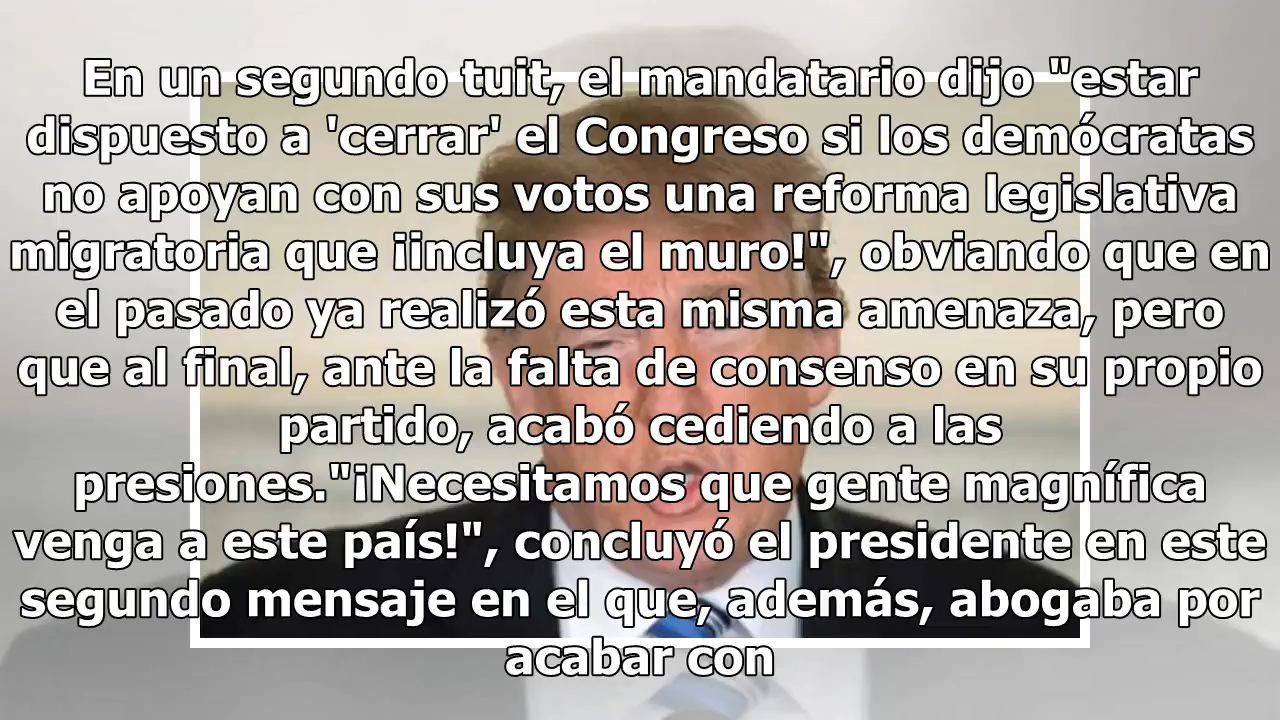 En un segundo tuit, el mandatario dijo "estar
dispuesto a 'cerrar' el Congreso si los demócratas
no apoyan con sus votos una reforma legislativa
migratoria que ¡incluya el muro!", obviando que en
el pasado ya realizó esta misma amenaza, pero
que al final, ante la falta de consenso en su propio
partido, acabó cediendo a las
presiones."¡Necesitamos que gente magnífica
venga a este país!", concluyó el presidente en este
segundo mensaje en el que, además, abogaba por
acabar con